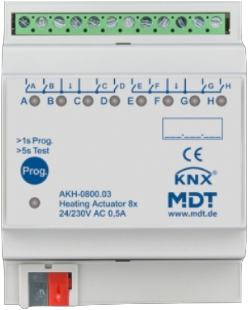 A B C D E F G H
A B C D E F G H
>1s Prog.
>5s Test
Prog.
CE
KNX
AKH-0800.03
Heating Actuator 8x
24/230V AC 0,5A
MDT
www.mdt.de